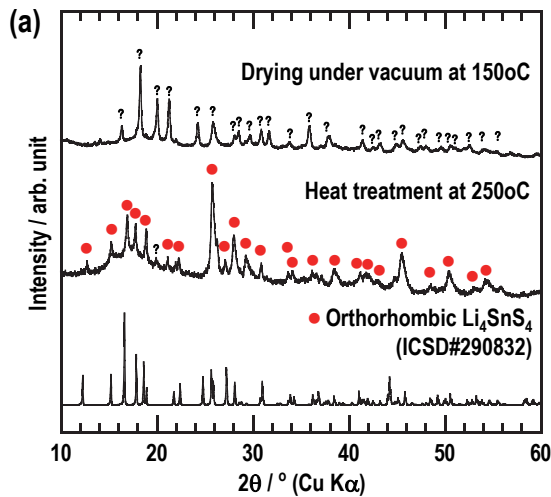 (a)
Drying under vacuum at 150oC
? ? ? ? ? ? ? ? ? ? ? ? ? ? ? ? ? ? ? ? ? ? ? ? ?
Heat treatment at 250oC
?
Orthorhombic Li₄SnS₄
(ICSD#290832)
Intensity / arb. unit
10 20 30 40 50 60
2θ / ° (Cu Kα)